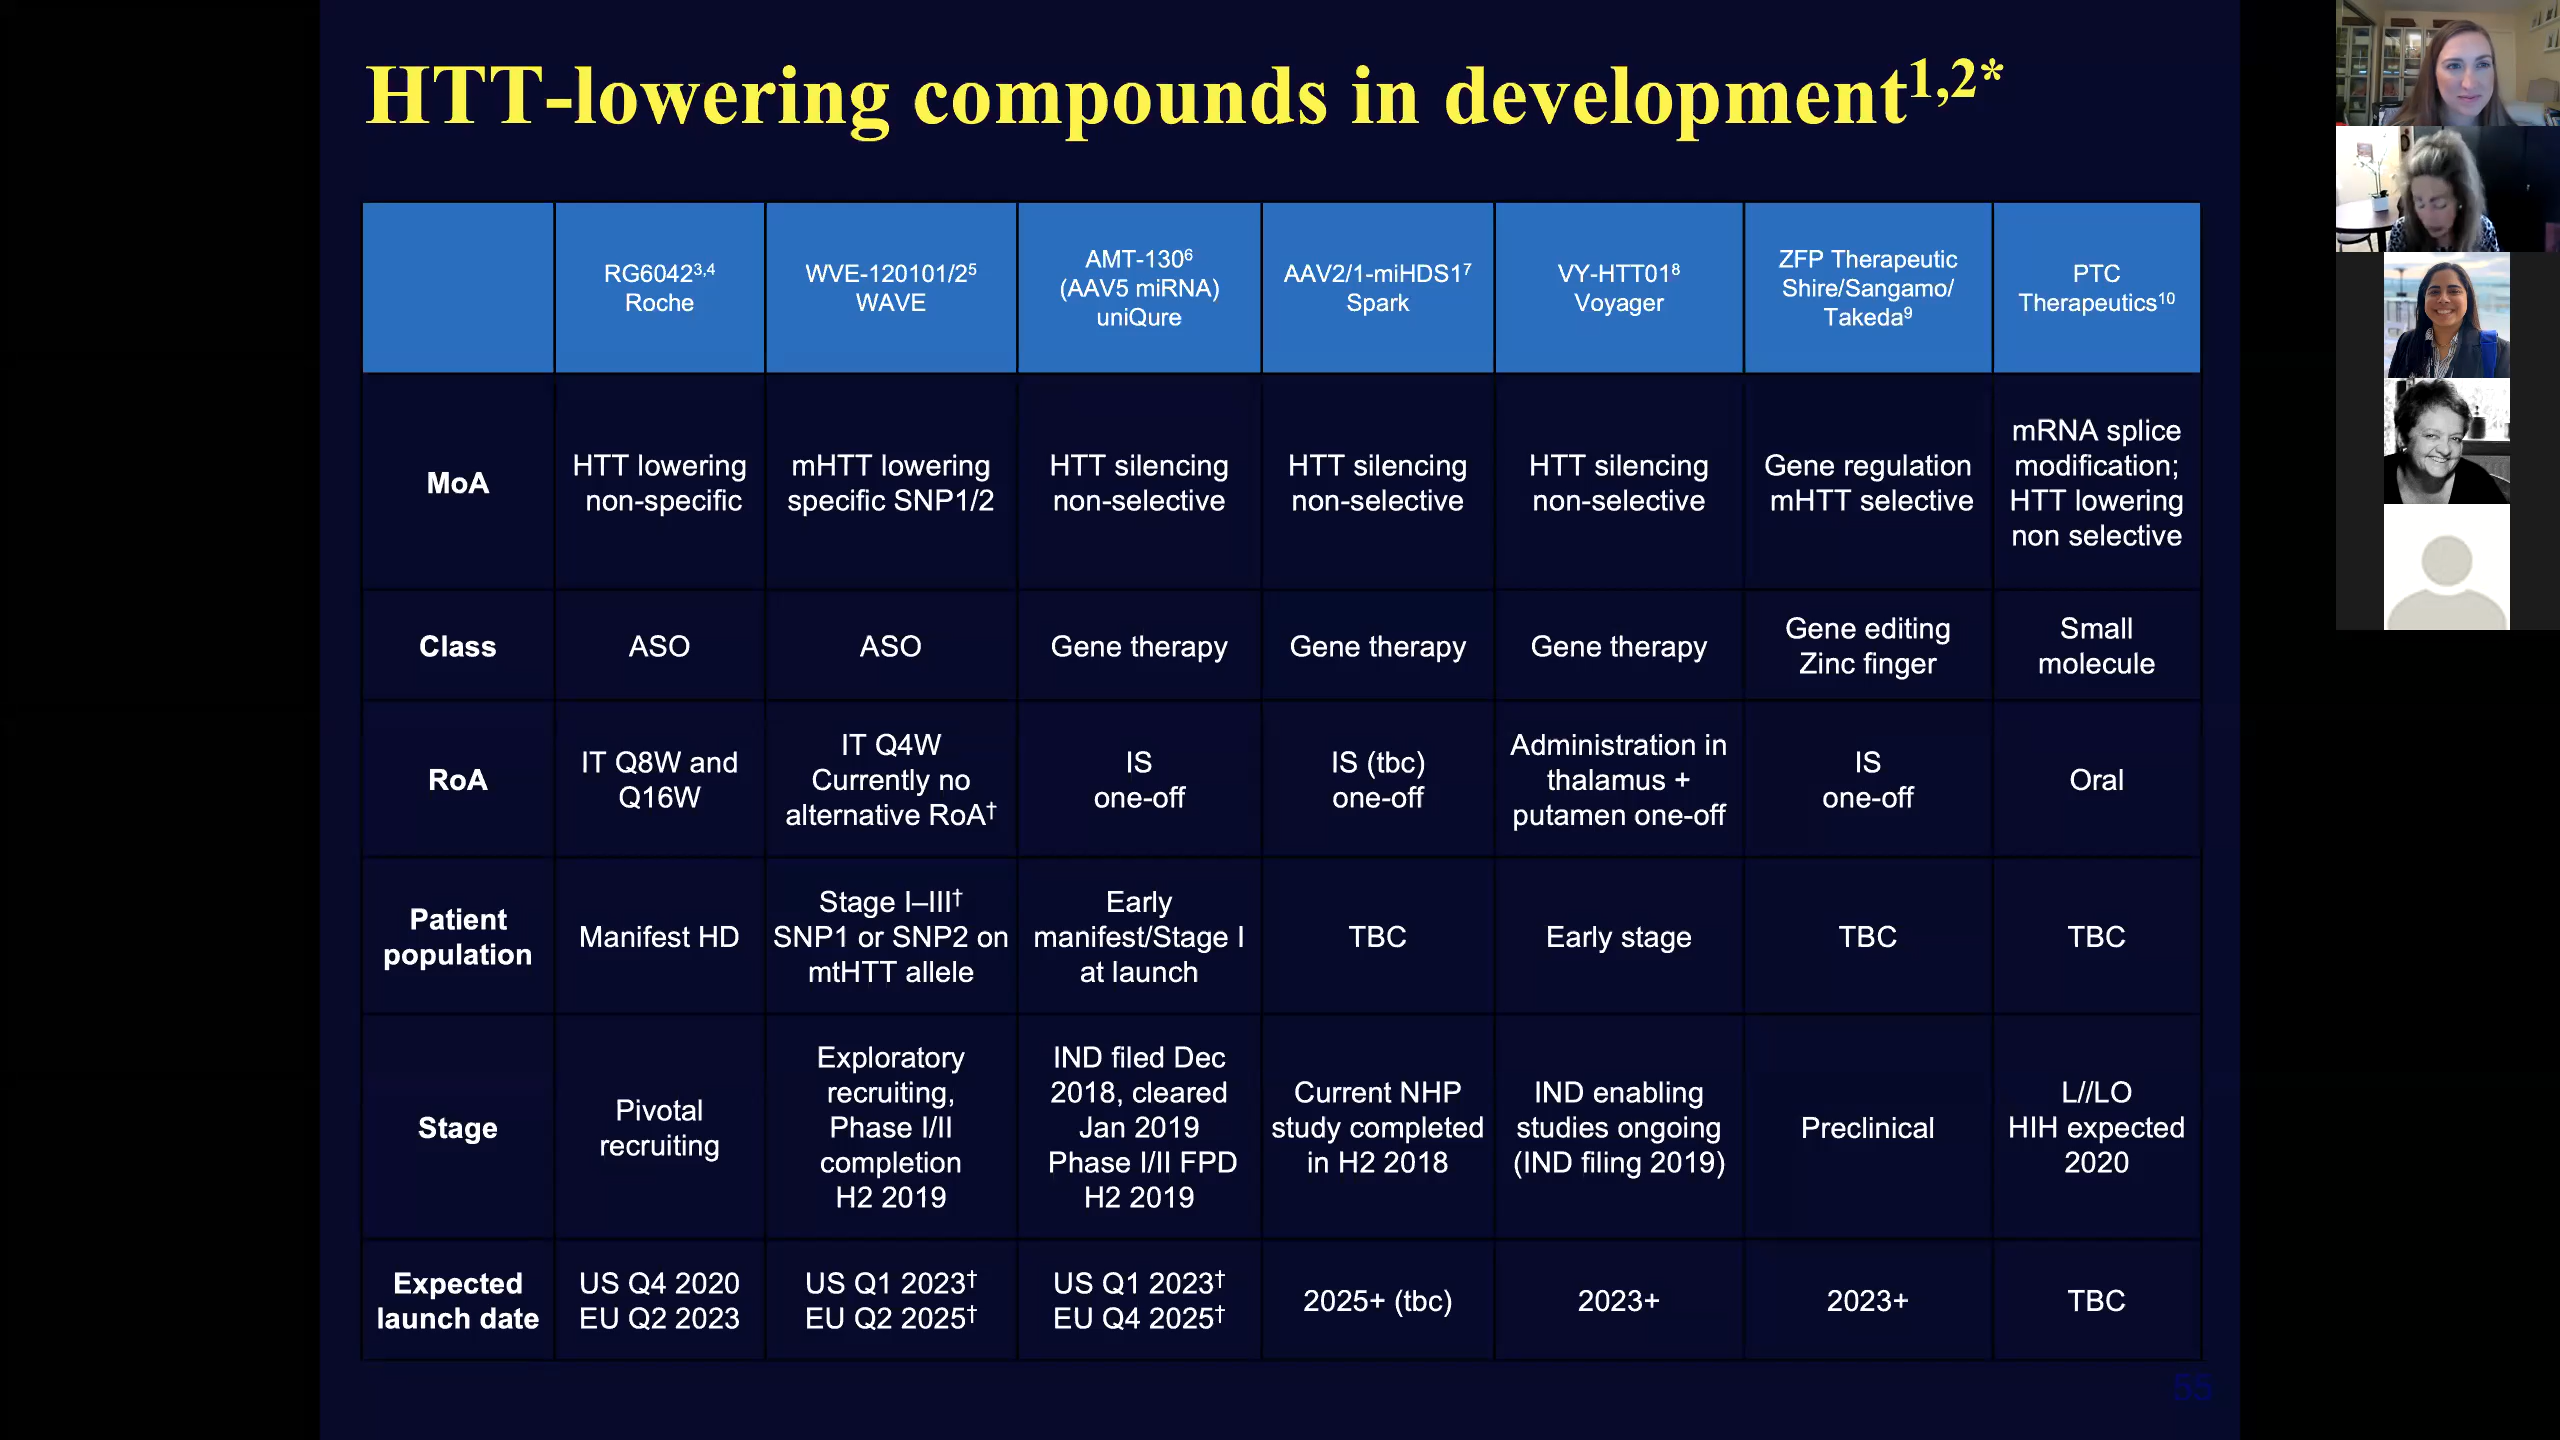 HTT-lowering compounds in development1,2*
RG60423,4
Roche
WVE-120101/25
WAVE
AMT-1306
(AAV5 miRNA)
uniQure
AAV2/1-miHDS17
Spark
VY-HTT018
Voyager
ZFP Therapeutic
Shire/Sangamo/
Takeda9
PTC
Therapeutics10
MoA
HTT lowering
non-specific
mHTT lowering
specific SNP1/2
HTT silencing
non-selective
HTT silencing
non-selective
HTT silencing
non-selective
Gene regulation
mHTT selective
mRNA splice
modification;
HTT lowering
non selective
Class
ASO
ASO
Gene therapy
Gene therapy
Gene therapy
Gene editing
Zinc finger
Small
molecule
RoA
IT Q8W and
Q16W
IT Q4W
Currently no
alternative RoA†
IS
one-off
IS (tbc)
one-off
Administration in
thalamus +
putamen one-off
IS
one-off
Oral
Patient
population
Manifest HD
Stage I–III†
SNP1 or SNP2 on
mtHTT allele
Early
manifest/Stage I
at launch
TBC
Early stage
TBC
TBC
Stage
Pivotal
recruiting
Exploratory
recruiting,
Phase I/II
completion
H2 2019
IND filed Dec
2018, cleared
Jan 2019
Phase I/II FPD
H2 2019
Current NHP
study completed
in H2 2018
IND enabling
studies ongoing
(IND filing 2019)
Preclinical
L//LO
HIH expected
2020
Expected
launch date
US Q4 2020
EU Q2 2023
US Q1 2023†
EU Q2 2025†
US Q1 2023†
EU Q4 2025†
2025+ (tbc)
2023+
2023+
TBC
55